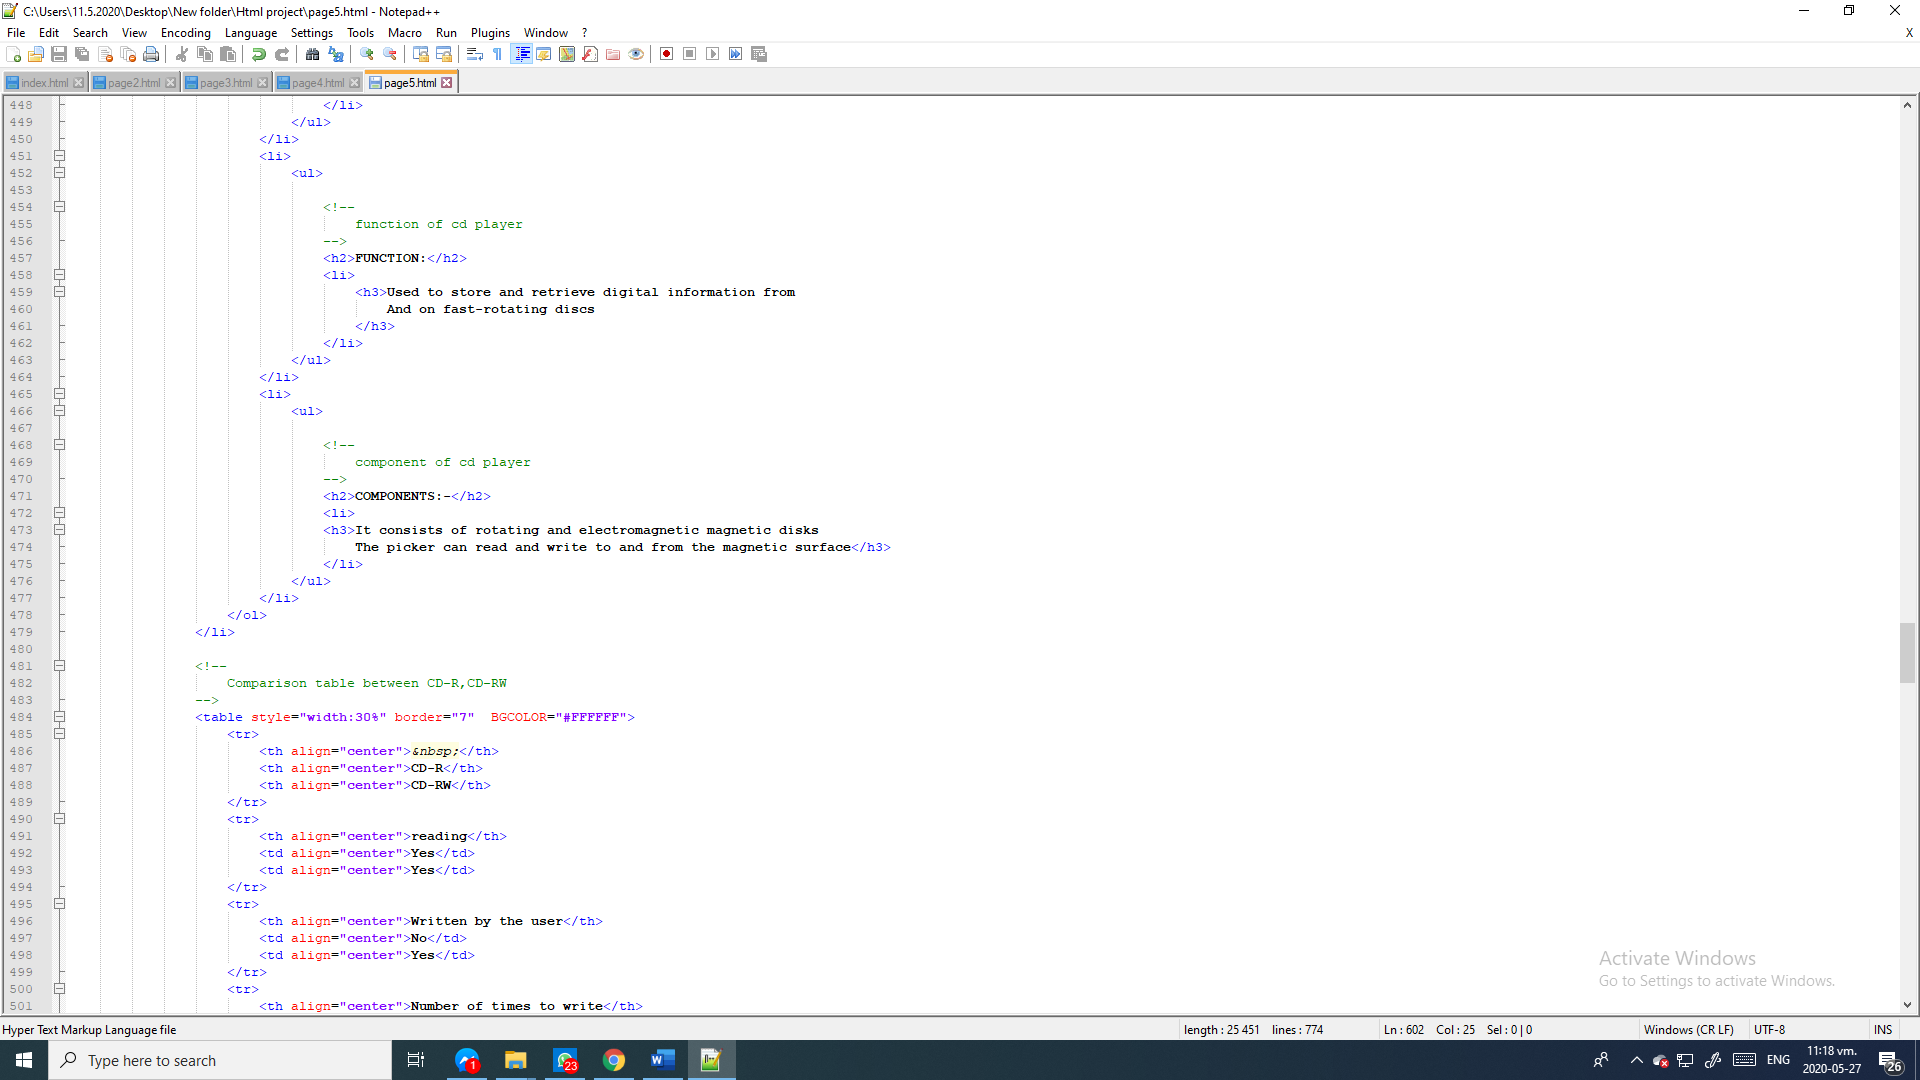 C:\Users\11.5.2020\Desktop\New folder\Html project\page5.html - Notepad++
File Edit Search View Encoding Language Settings Tools Macro Run Plugins Window ? X
index.html page2.html page3.html page4.html page5.html
448 </li>
449 </ul>
450 </li>
451 <li>
452 <ul>
453
454 <!--
455 function of cd player
456 -->
457 <h2>FUNCTION:</h2>
458 <li>
459 <h3>Used to store and retrieve digital information from
460 And on fast-rotating discs
461 </h3>
462 </li>
463 </ul>
464 </li>
465 <li>
466 <ul>
467
468 <!--
469 component of cd player
470 -->
471 <h2>COMPONENTS:-</h2>
472 <li>
473 <h3>It consists of rotating and electromagnetic magnetic disks
474 The picker can read and write to and from the magnetic surface</h3>
475 </li>
476 </ul>
477 </li>
478 </ol>
479 </li>
480
481 <!--
482 Comparison table between CD-R,CD-RW
483 -->
484 <table style="width:30%" border="7" BGCOLOR="#FFFFFF">
485 <tr>
486 <th align="center">&nbsp;</th>
487 <th align="center">CD-R</th>
488 <th align="center">CD-RW</th>
489 </tr>
490 <tr>
491 <th align="center">reading</th>
492 <td align="center">Yes</td>
493 <td align="center">Yes</td>
494 </tr>
495 <tr>
496 <th align="center">Written by the user</th>
497 <td align="center">No</td>
498 <td align="center">Yes</td>
499 </tr>
500 <tr>
501 <th align="center">Number of times to write</th>
Activate Windows
Go to Settings to activate Windows.
Hyper Text Markup Language file length : 25 451 lines : 774 Ln : 602 Col : 25 Sel : 0 | 0 Windows (CR LF) UTF-8 INS
Type here to search 1 23 W ENG 11:18 vm. 26
2020-05-27